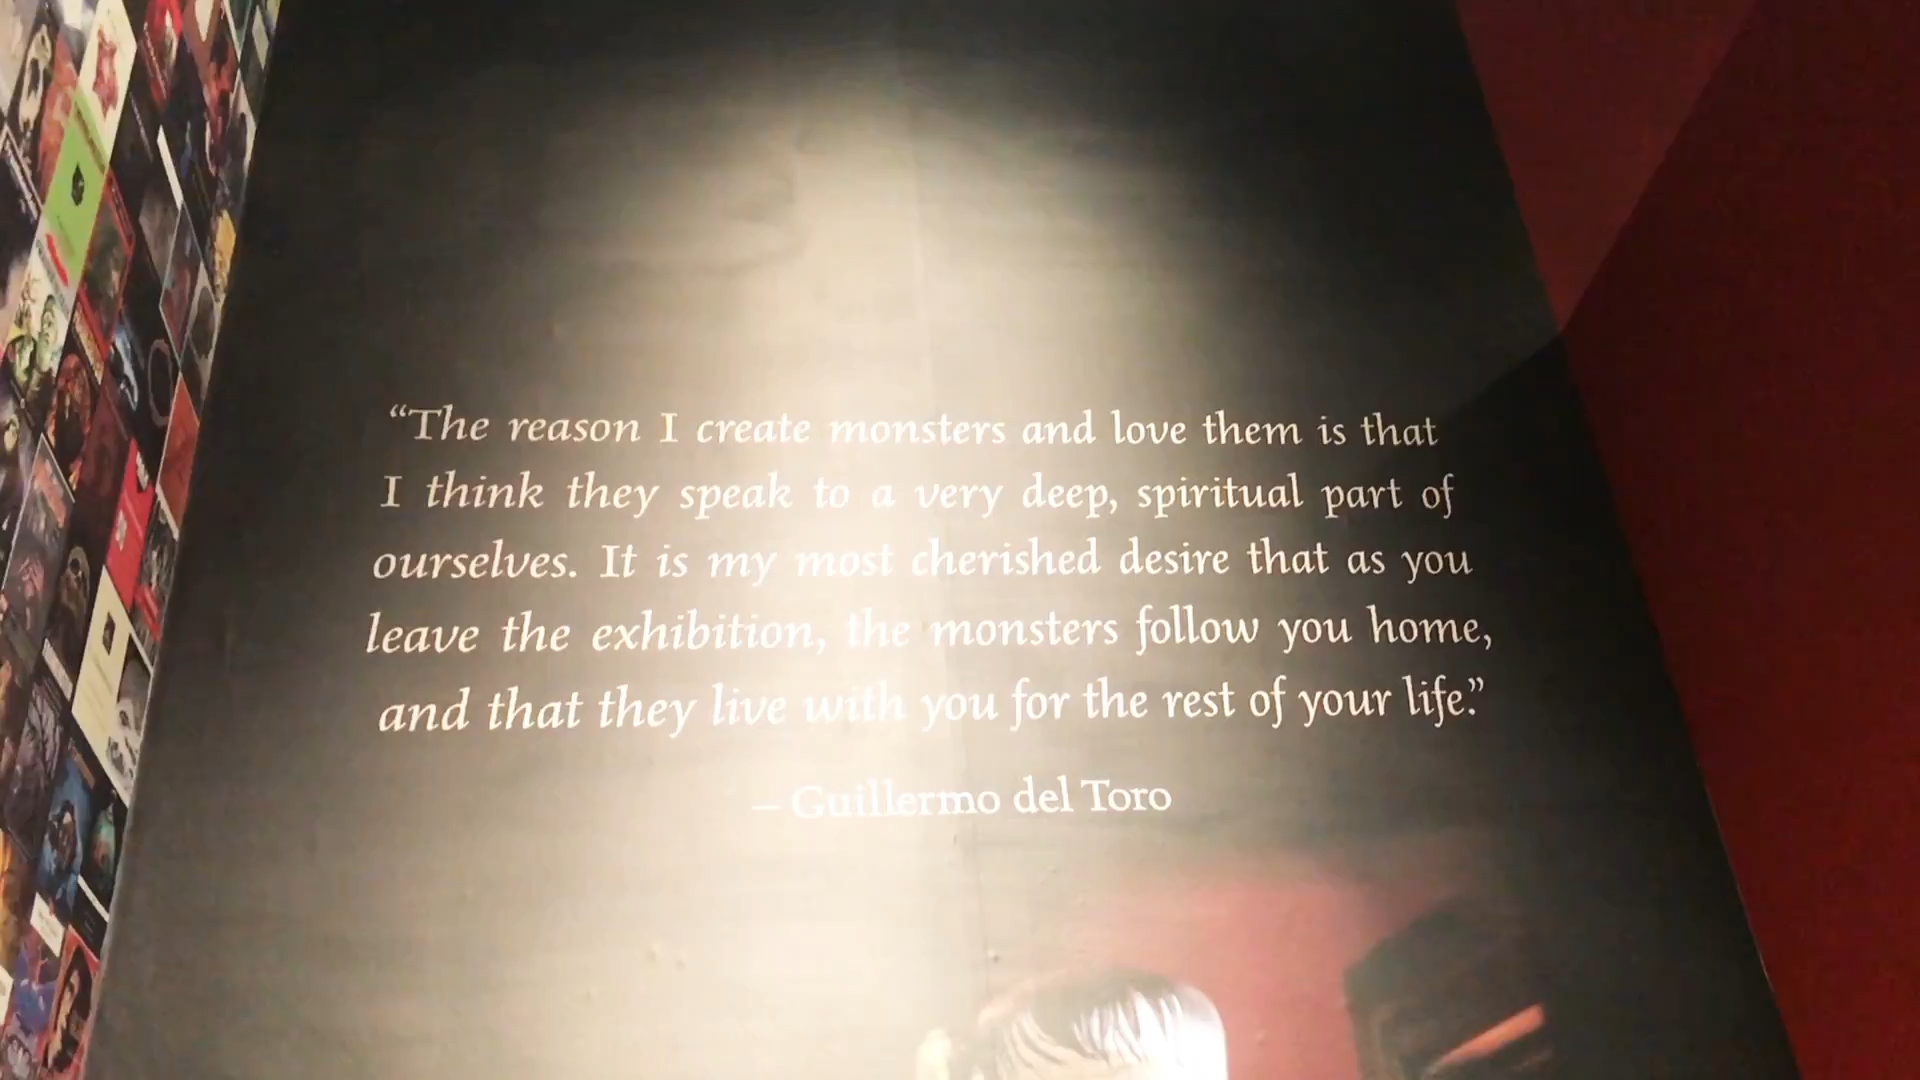 “The reason I create monsters and love them is that
I think they speak to a very deep, spiritual part of
ourselves. It is my most cherished desire that as you
leave the exhibition, the monsters follow you home,
and that they live with you for the rest of your life.”
– Guillermo del Toro